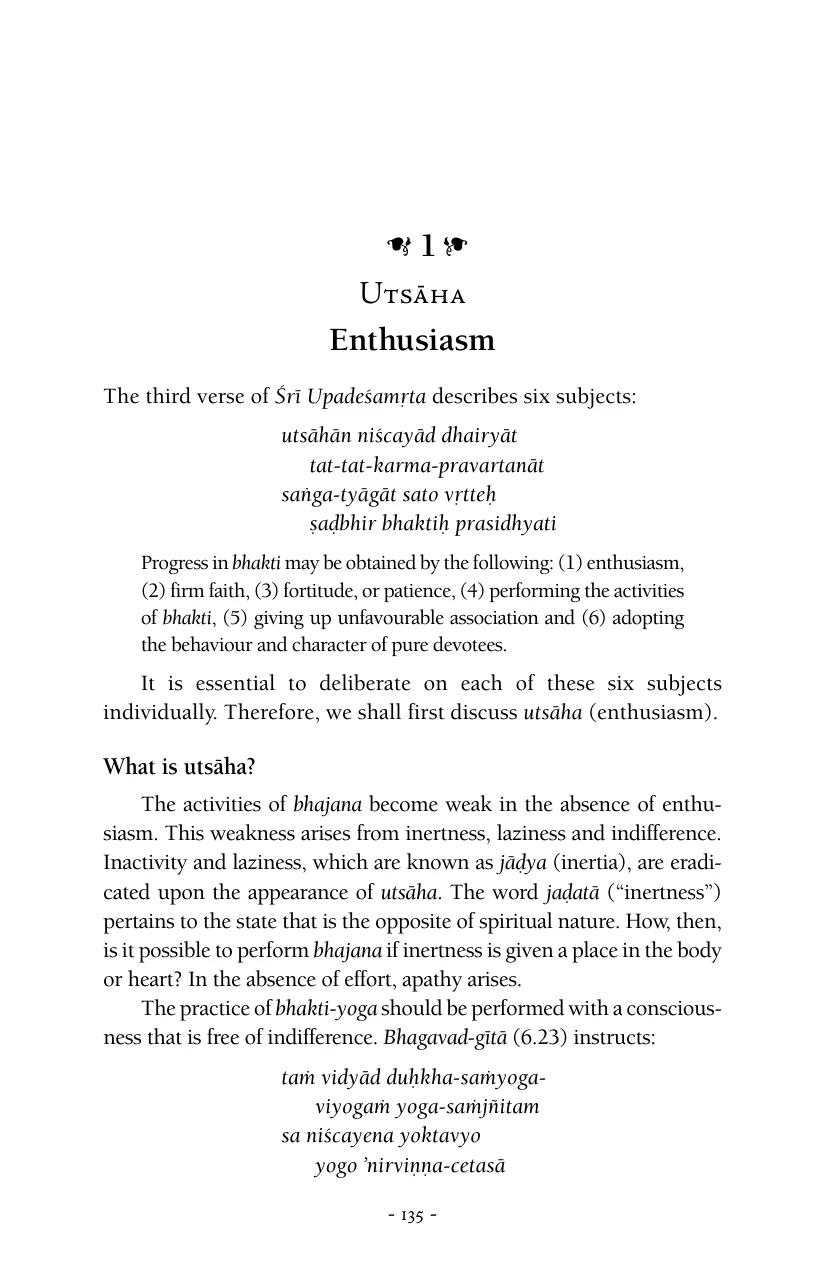 1
Utsāha
Enthusiasm
The third verse of Śrī Upadeśamṛta describes six subjects:
utsāhān niścayād dhairyāt
tat-tat-karma-pravartanāt
saṅga-tyāgāt sato vṛtteḥ
ṣaḍbhir bhaktiḥ prasidhyati
Progress in bhakti may be obtained by the following: (1) enthusiasm,
(2) firm faith, (3) fortitude, or patience, (4) performing the activities
of bhakti, (5) giving up unfavourable association and (6) adopting
the behaviour and character of pure devotees.
It is essential to deliberate on each of these six subjects
individually. Therefore, we shall first discuss utsāha (enthusiasm).
What is utsāha?
The activities of bhajana become weak in the absence of enthu-
siasm. This weakness arises from inertness, laziness and indifference.
Inactivity and laziness, which are known as jāḍya (inertia), are eradi-
cated upon the appearance of utsāha. The word jaḍatā (“inertness”)
pertains to the state that is the opposite of spiritual nature. How, then,
is it possible to perform bhajana if inertness is given a place in the body
or heart? In the absence of effort, apathy arises.
The practice of bhakti-yoga should be performed with a conscious-
ness that is free of indifference. Bhagavad-gītā (6.23) instructs:
taṁ vidyād duḥkha-saṁyoga-
viyogaṁ yoga-saṁjñitam
sa niścayena yoktavyo
yogo ’nirviṇṇa-cetasā
- 135 -